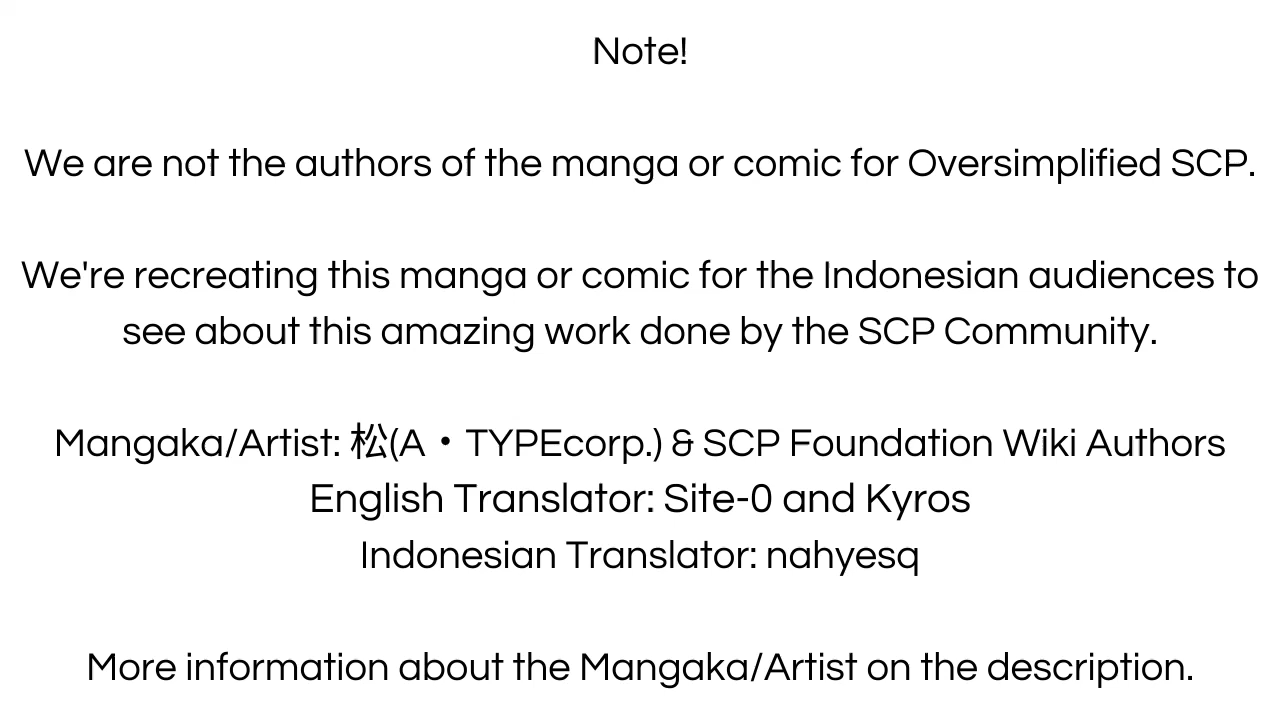 Note!
We are not the authors of the manga or comic for Oversimplified SCP.
We're recreating this manga or comic for the Indonesian audiences to
see about this amazing work done by the SCP Community.
Mangaka/Artist: 松(A・TYPEcorp.) & SCP Foundation Wiki Authors
English Translator: Site-0 and Kyros
Indonesian Translator: nahyesq
More information about the Mangaka/Artist on the description.